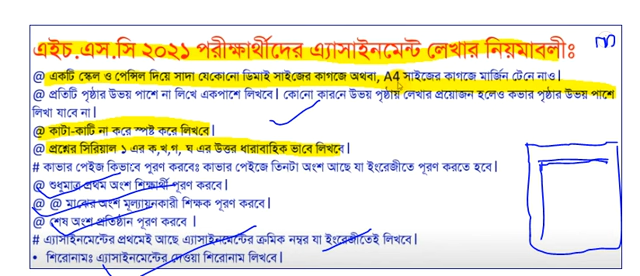 এইচ.এস.সি ২০২১ পরীক্ষার্থীদের এ্যাসাইনমেন্ট লেখার নিয়মাবলীঃ
@ একটি স্কেল ও পেন্সিল দিয়ে সাদা যেকোনো ডিমাই সাইজের কাগজে অথবা, A4 সাইজের কাগজে মার্জিন টেনে নাও।
@ প্রতিটি পৃষ্ঠার উভয় পাশে না লিখে একপাশে লিখবে। কোনো কারনে উভয় পৃষ্ঠায় লেখার প্রয়োজন হলেও কভার পৃষ্ঠার উভয় পাশে
লিখা যাবে না।
@ কাটা-কাটি না করে স্পষ্ট করে লিখবে।
@ প্রশ্নের সিরিয়াল ১ এর ক,খ,গ, ঘ এর উত্তর ধারাবাহিক ভাবে লিখবে।
# কাভার পেইজ কিভাবে পূরণ করবেঃ কাভার পেইজে তিনটা অংশ আছে যা ইংরেজীতে পূরণ করতে হবে।
@ শুধুমাত্র প্রথম অংশ শিক্ষার্থী পূরণ করবে।
@ @ মাঝের অংশ মূল্যায়নকারী শিক্ষক পূরণ করবে।
@ শেষ অংশ প্রতিষ্ঠান পূরণ করবে ।
# এ্যাসাইনমেন্টের প্রথমেই আছে এ্যাসাইনমেন্টের ক্রমিক নম্বর যা ইংরেজীতেই লিখবে।
• শিরোনামঃ এ্যাসাইনমেন্টের দেওয়া শিরোনাম লিখবে।